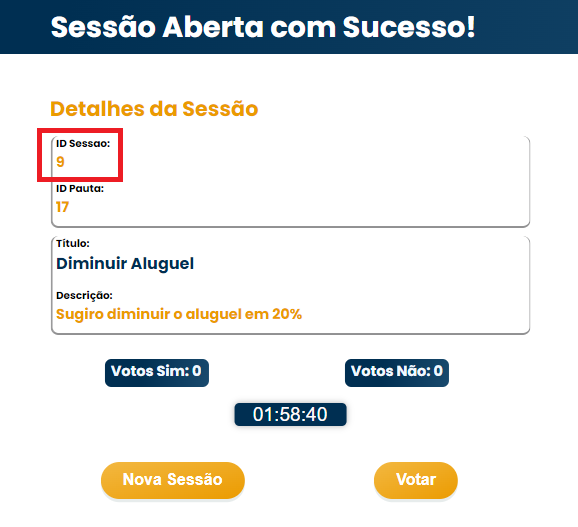 Sessão Aberta com Sucesso!
Detalhes da Sessão
ID Sessao:
9
ID Pauta:
17
Título:
Diminuir Aluguel
Descrição:
Sugiro diminuir o aluguel em 20%
Votos Sim: 0 Votos Não: 0
01:58:40
Nova Sessão Votar